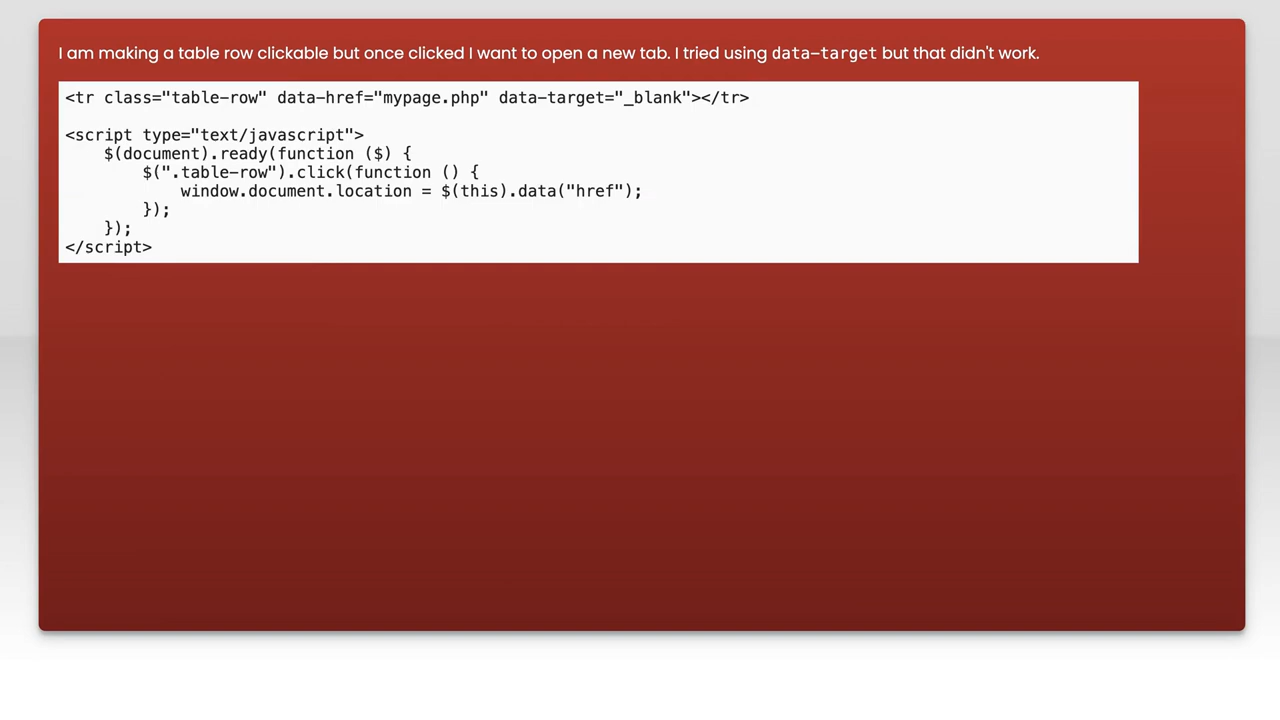 I am making a table row clickable but once clicked I want to open a new tab. I tried using data-target but that didn't work.
<tr class="table-row" data-href="mypage.php" data-target="_blank"></tr>
<script type="text/javascript">
    $(document).ready(function ($) {
        $(".table-row").click(function () {
            window.document.location = $(this).data("href");
        });
    });
</script>